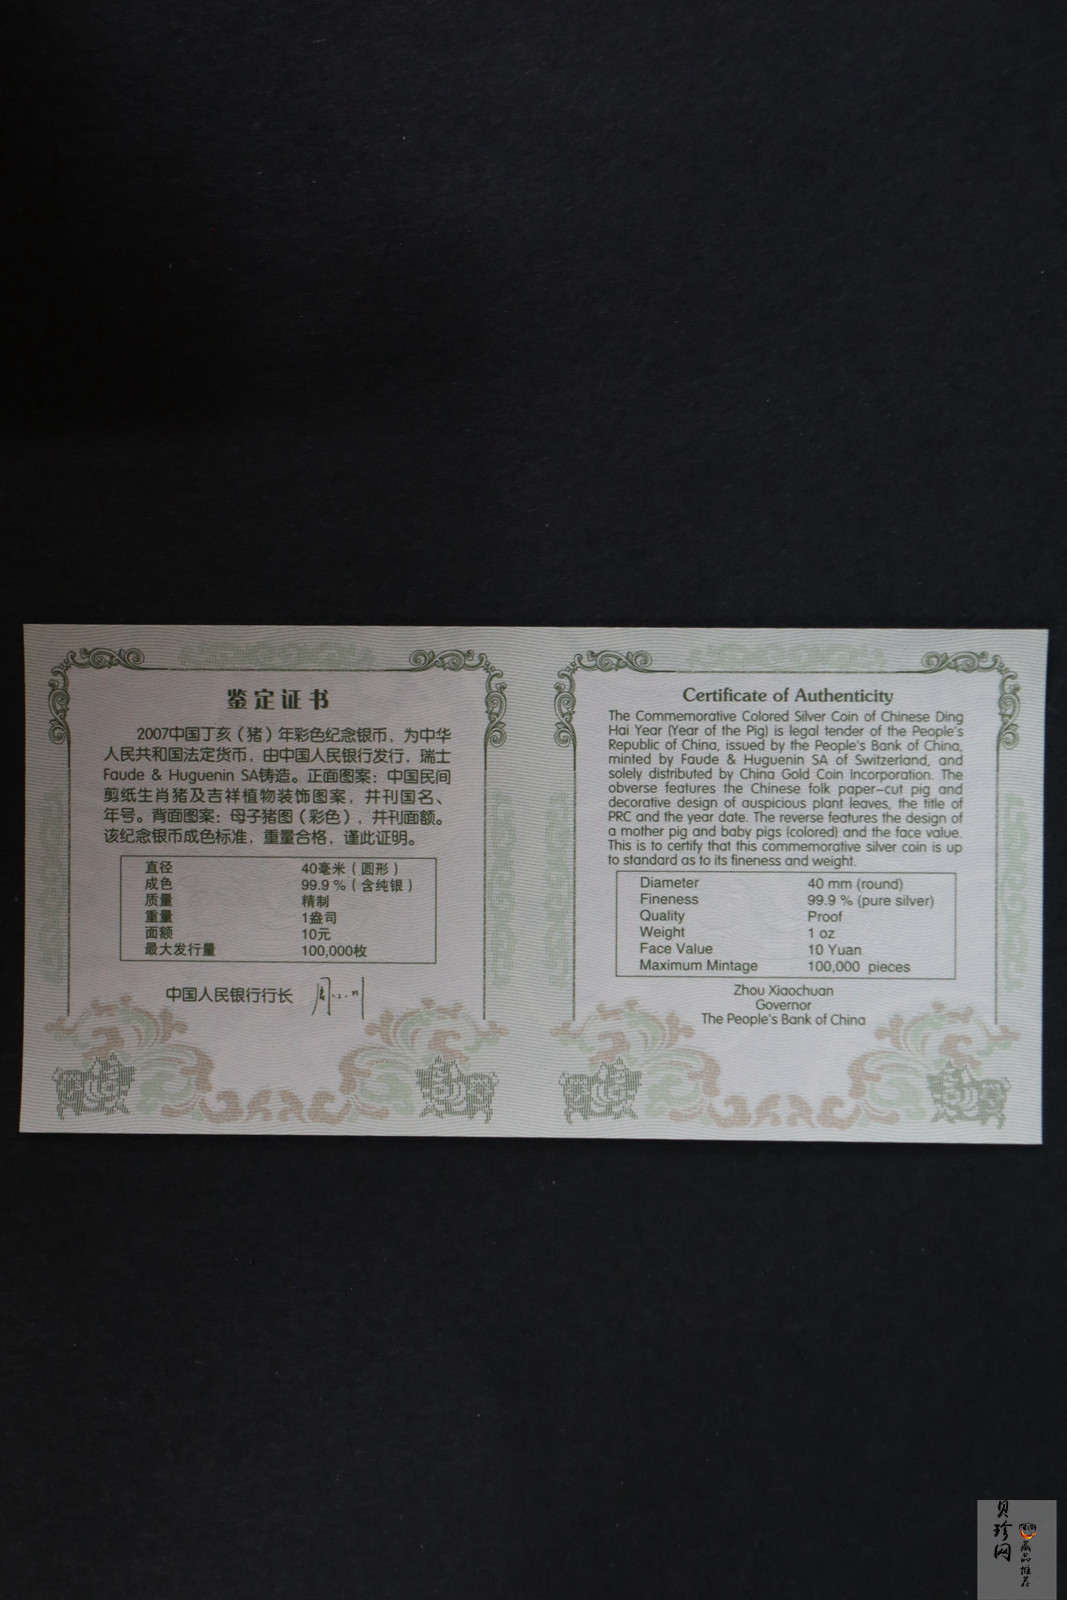 鉴定证书
2007中国丁亥（猪）年彩色纪念银币，为中华
人民共和国法定货币，由中国人民银行发行，瑞士
Faude & Huguenin SA铸造。正面图案：中国民间
剪纸生肖猪及吉祥植物装饰图案，并刊国名、
年号。背面图案：母子猪图（彩色），并刊面额。
该纪念银币成色标准，重量合格，谨此证明。
直径 40毫米（圆形）
成色 99.9 %（含纯银）
质量 精制
重量 1盎司
面额 10元
最大发行量 100,000枚
中国人民银行行长
Certificate of Authenticity
The Commemorative Colored Silver Coin of Chinese Ding
Hai Year (Year of the Pig) is legal tender of the People's
Republic of China, issued by the People's Bank of China,
minted by Faude & Huguenin SA of Switzerland, and
solely distributed by China Gold Coin Incorporation. The
obverse features the Chinese folk paper-cut pig and
decorative design of auspicious plant leaves, the title of
PRC and the year date. The reverse features the design of
a mother pig and baby pigs (colored) and the face value.
This is to certify that this commemorative silver coin is up
to standard as to its fineness and weight.
Diameter 40 mm (round)
Fineness 99.9 % (pure silver)
Quality Proof
Weight 1 oz
Face Value 10 Yuan
Maximum Mintage 100,000 pieces
Zhou Xiaochuan
Governor
The People's Bank of China
贝珍网
藏品推荐